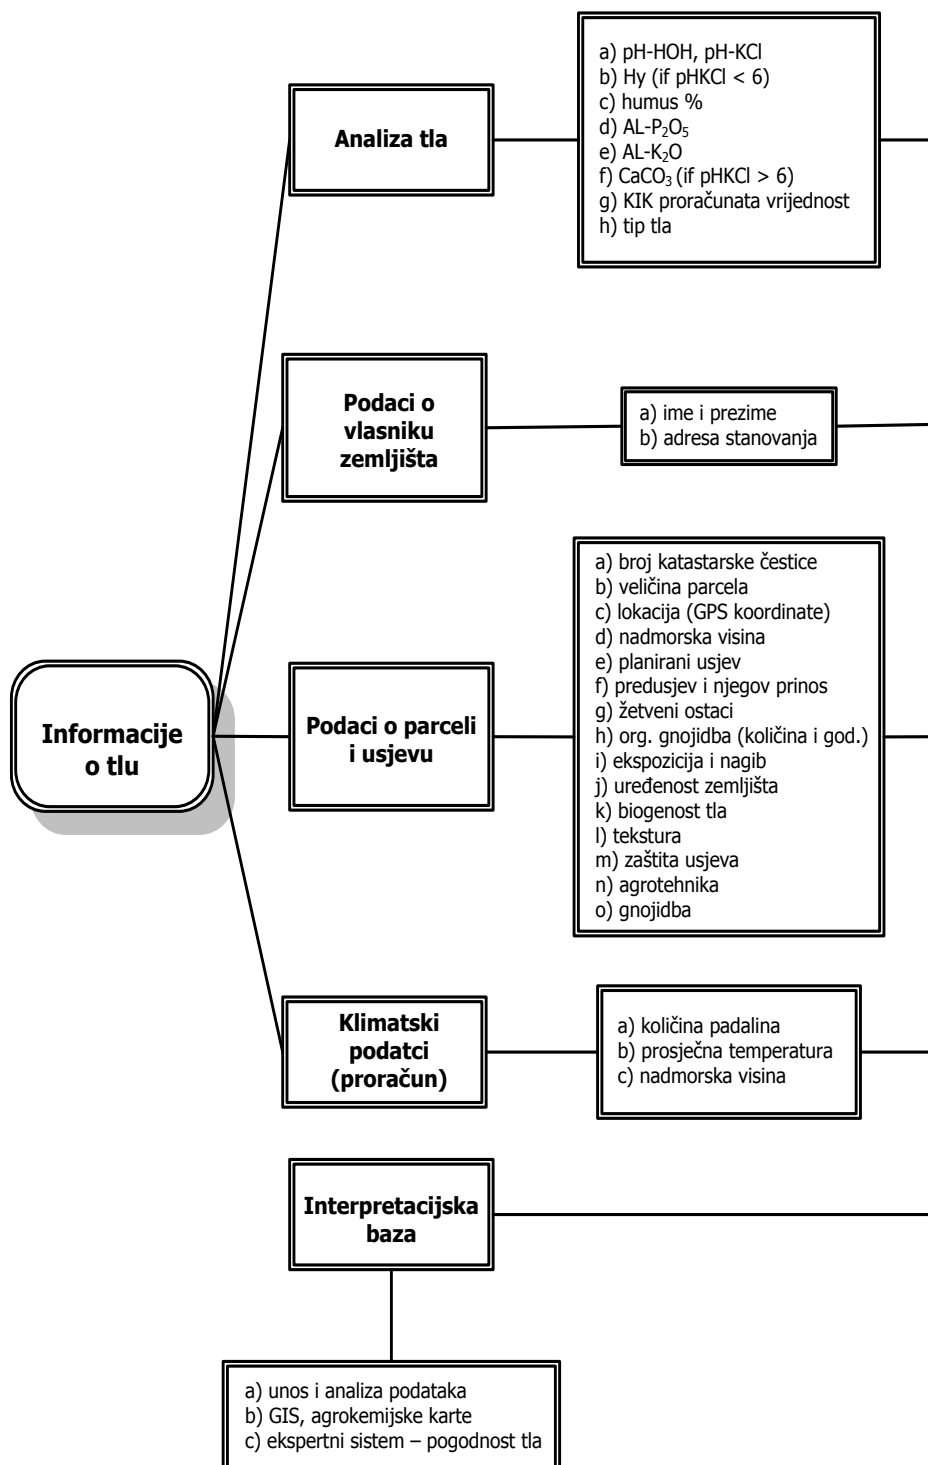 a) pH-HOH, pH-KCl
b) Hy (if pHKCl < 6)
c) humus %
d) AL-P₂O₅
e) AL-K₂O
f) CaCO₃ (if pHKCl > 6)
g) KIK proračunata vrijednost
h) tip tla
Analiza tla
Podaci o
vlasniku
zemljišta
a) ime i prezime
b) adresa stanovanja
Informacije
o tlu
Podaci o parceli
i usjevu
a) broj katastarske čestice
b) veličina parcela
c) lokacija (GPS koordinate)
d) nadmorska visina
e) planirani usjev
f) predusjev i njegov prinos
g) žetveni ostaci
h) org. gnojidba (količina i god.)
i) ekspozicija i nagib
j) uređenost zemljišta
k) biogenost tla
l) tekstura
m) zaštita usjeva
n) agrotehnika
o) gnojidba
Klimatski
podatci
(proračun)
a) količina padalina
b) prosječna temperatura
c) nadmorska visina
Interpretacijska
baza
a) unos i analiza podataka
b) GIS, agrokemijske karte
c) ekspertni sistem – pogodnost tla